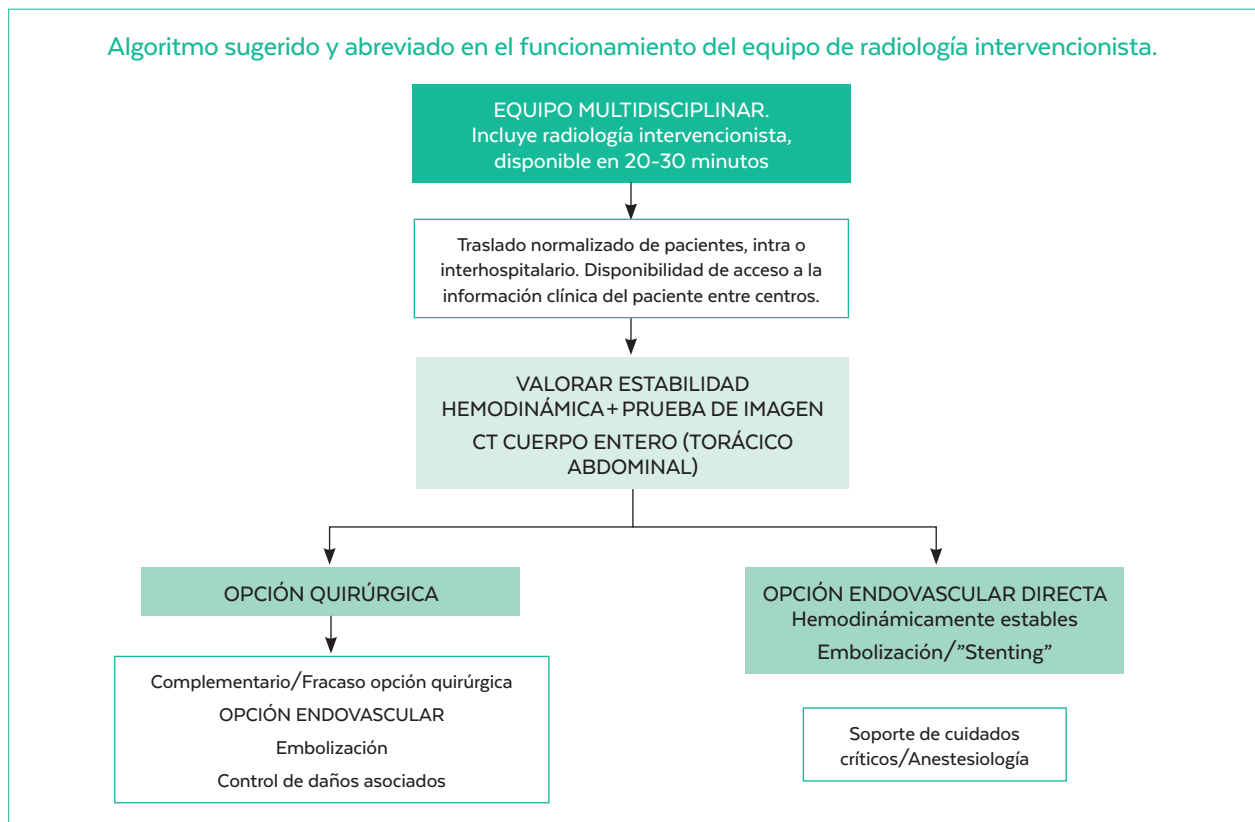 Algoritmo sugerido y abreviado en el funcionamiento del equipo de radiología intervencionista.
EQUIPO MULTIDISCIPLINAR.
Incluye radiología intervencionista,
disponible en 20-30 minutos
Traslado normalizado de pacientes, intra o
interhospitalario. Disponibilidad de acceso a la
información clínica del paciente entre centros.
VALORAR ESTABILIDAD
HEMODINÁMICA+ PRUEBA DE IMAGEN
CT CUERPO ENTERO (TORÁCICO
ABDOMINAL)
OPCIÓN QUIRÚRGICA
Complementario/Fracaso opción quirúrgica
OPCIÓN ENDOVASCULAR
Embolización
Control de daños asociados
OPCIÓN ENDOVASCULAR DIRECTA
Hemodinámicamente estables
Embolización/”Stenting”
Soporte de cuidados
críticos/Anestesiología